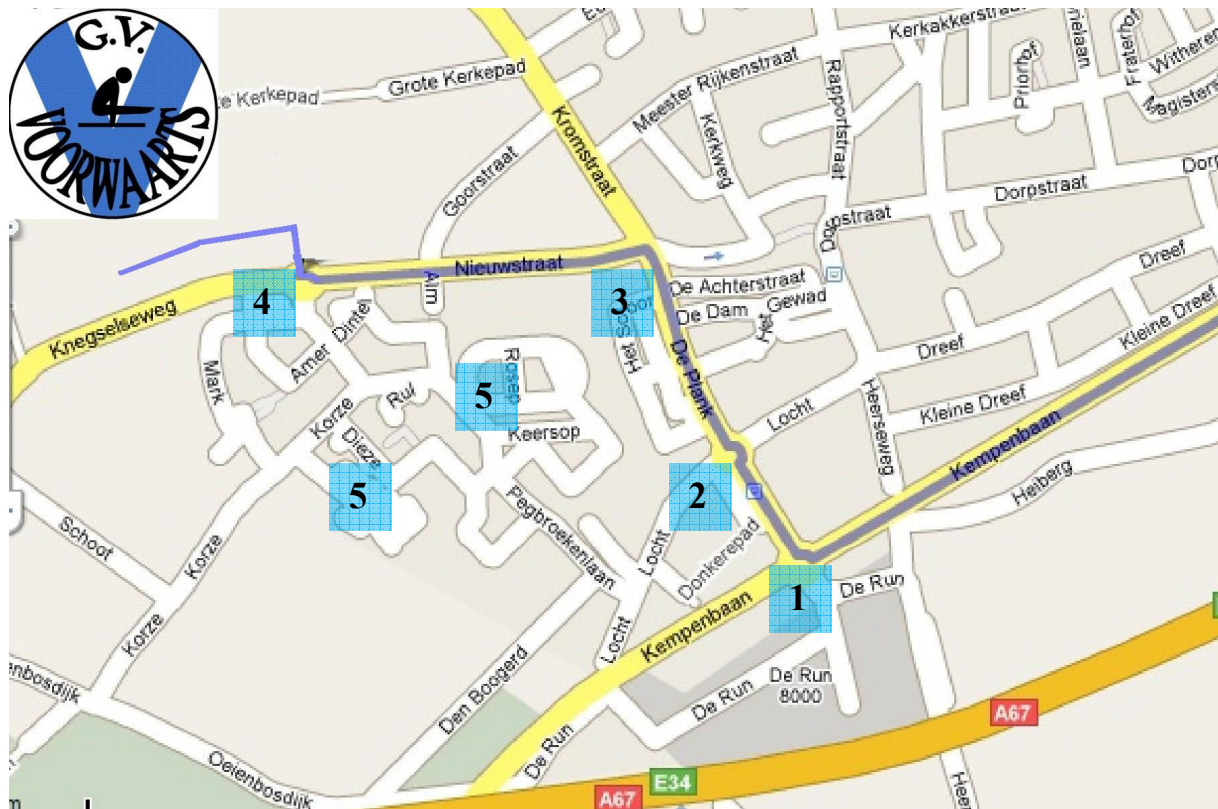 G.V.
VOORWAARTS
Kerkepad
Grote Kerkepad
Kromstraat
Meester Rijkenstraat
Kerkakkerstraat
Rapportstraat
Priorhof
Fraterhof
Kerkweg
Goorstraat
Dorpstraat
Dorpstraat
Nieuwstraat
Alm
De Achterstraat
De Dam
Het Gewad
Dreef
Kleine Dreef
4
3
Knegselseweg
Dintel
Amer
Mark
De Plank
Dreef
Kleine Dreef
Korze
Rul
5
Keersop
Locht
Heerseweg
Kempenbaan
Heiberg
Dieze
5
2
Pegbroekenlaan
Locht
Donkerepad
Schoot
Korze
1
De Run
Korze
Locht
Kempenbaan
Den Boogerd
De Run
De Run
8000
A67
De Run
Oeienbosdijk
E34
A67